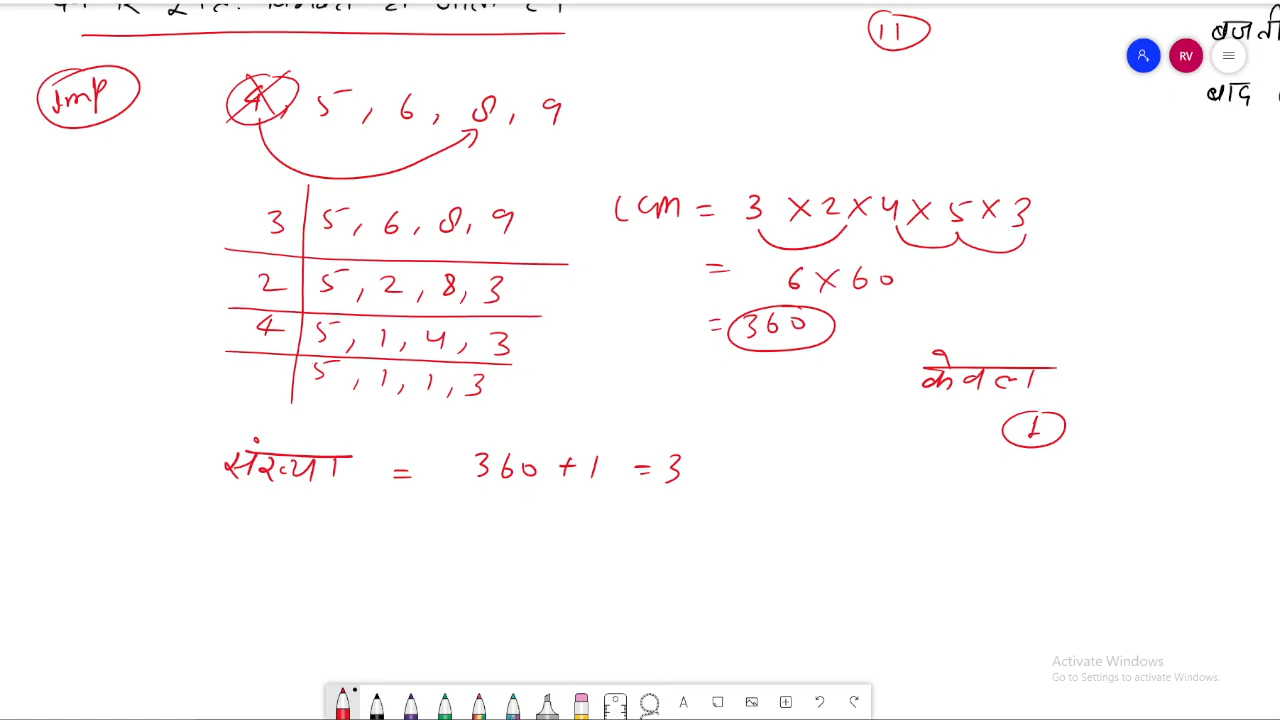 11
RV
बाद
Imp
4, 5, 6, 8, 9
3 | 5, 6, 8, 9
2 | 5, 2, 8, 3
4 | 5, 1, 4, 3
5, 1, 1, 3
LCM = 3 × 2 × 4 × 5 × 3
= 6 × 60
= 360
केवल
1
संख्या = 360 + 1 = 3
Activate Windows
Go to Settings to activate Windows.